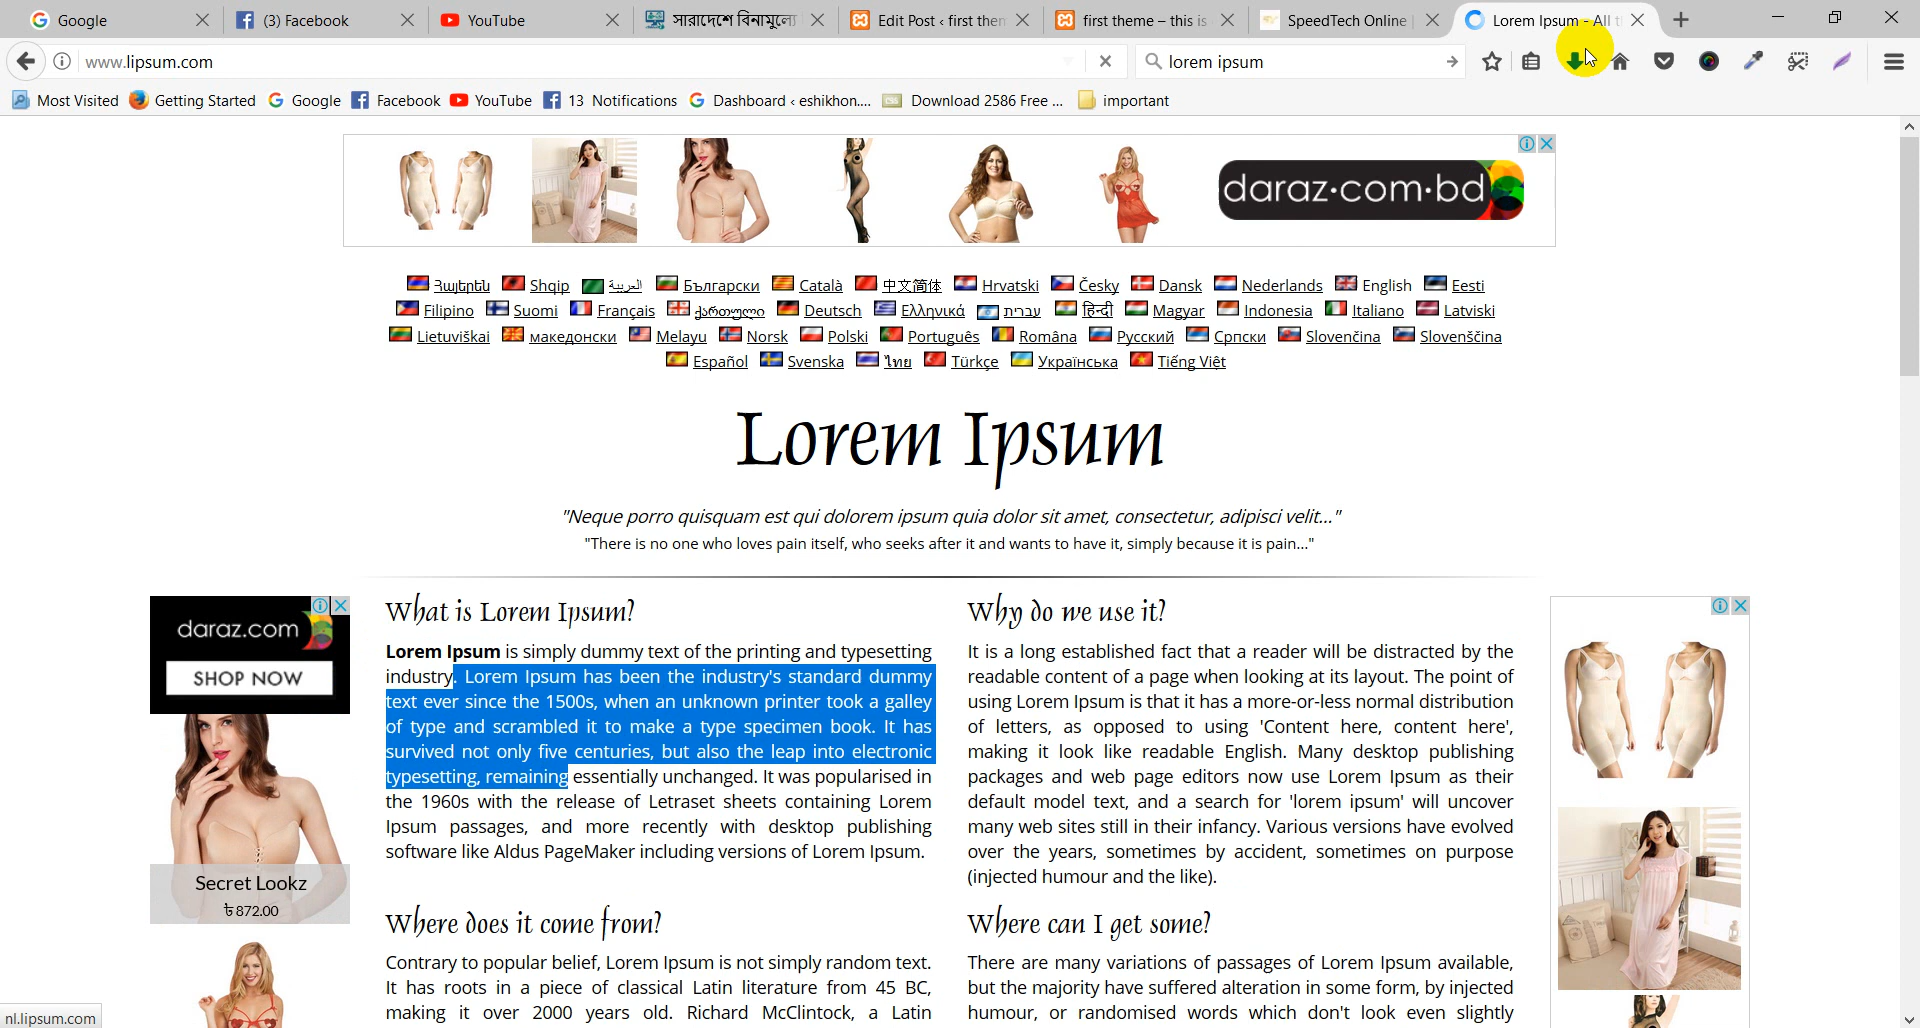 Google
(3) Facebook
YouTube
সারাদেশে বিনামূল্যে
Edit Post ‹ first then
first theme – this is
SpeedTech Online
Lorem Ipsum - All t
www.lipsum.com
lorem ipsum
Most Visited
Getting Started
Google
Facebook
YouTube
13 Notifications
Dashboard ‹ eshikhon....
Download 2586 Free ...
important
daraz·com·bd
Հայերեն Shqip العربية Български Català 中文简体 Hrvatski Česky Dansk Nederlands English Eesti
Filipino Suomi Français ქართული Deutsch Ελληνικά עברית हिन्दी Magyar Indonesia Italiano Latviski
Lietuviškai македонски Melayu Norsk Polski Português Româna Русский Српски Slovenčina Slovenščina
Español Svenska ไทย Türkçe Українська Tiếng Việt
Lorem Ipsum
"Neque porro quisquam est qui dolorem ipsum quia dolor sit amet, consectetur, adipisci velit..."
"There is no one who loves pain itself, who seeks after it and wants to have it, simply because it is pain..."
daraz.com
SHOP NOW
Secret Lookz
৳ 872.00
What is Lorem Ipsum?
Lorem Ipsum is simply dummy text of the printing and typesetting
industry. Lorem Ipsum has been the industry's standard dummy
text ever since the 1500s, when an unknown printer took a galley
of type and scrambled it to make a type specimen book. It has
survived not only five centuries, but also the leap into electronic
typesetting, remaining essentially unchanged. It was popularised in
the 1960s with the release of Letraset sheets containing Lorem
Ipsum passages, and more recently with desktop publishing
software like Aldus PageMaker including versions of Lorem Ipsum.
Why do we use it?
It is a long established fact that a reader will be distracted by the
readable content of a page when looking at its layout. The point of
using Lorem Ipsum is that it has a more-or-less normal distribution
of letters, as opposed to using 'Content here, content here',
making it look like readable English. Many desktop publishing
packages and web page editors now use Lorem Ipsum as their
default model text, and a search for 'lorem ipsum' will uncover
many web sites still in their infancy. Various versions have evolved
over the years, sometimes by accident, sometimes on purpose
(injected humour and the like).
Where does it come from?
Contrary to popular belief, Lorem Ipsum is not simply random text.
It has roots in a piece of classical Latin literature from 45 BC,
making it over 2000 years old. Richard McClintock, a Latin
Where can I get some?
There are many variations of passages of Lorem Ipsum available,
but the majority have suffered alteration in some form, by injected
humour, or randomised words which don't look even slightly
nl.lipsum.com